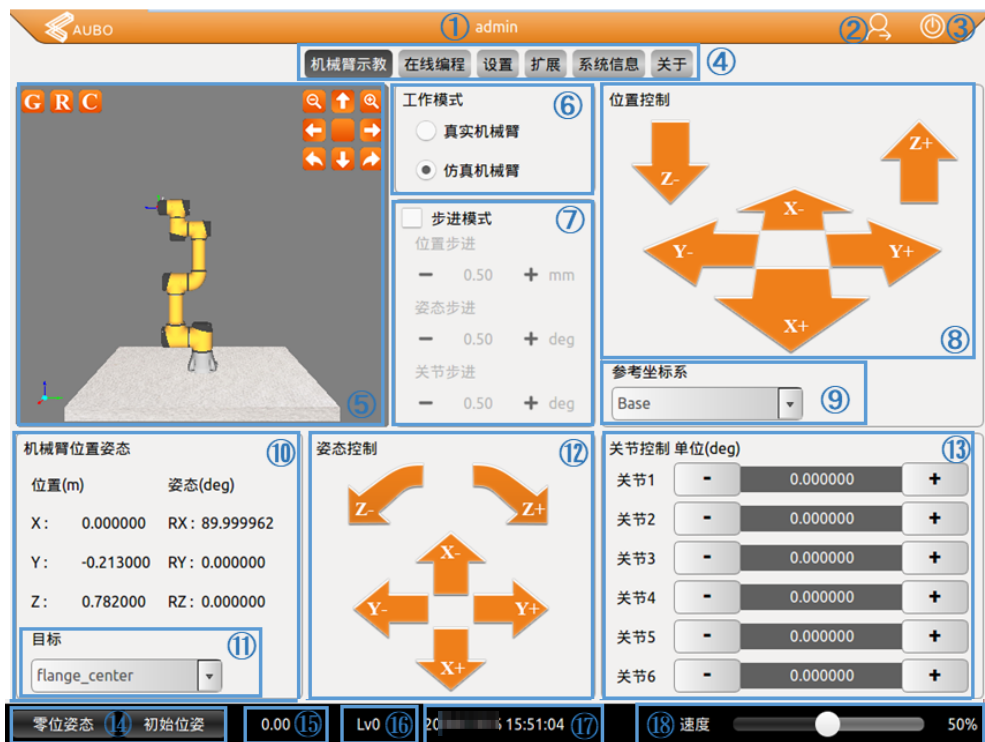 AUBO
① admin
② ③
机械臂示教 在线编程 设置 扩展 系统信息 关于 ④
G R C
⑤
工作模式 ⑥
真实机械臂
仿真机械臂
步进模式 ⑦
位置步进
- 0.50 + mm
姿态步进
- 0.50 + deg
关节步进
- 0.50 + deg
位置控制
Z-
Z+
X-
Y-
Y+
X+
⑧
参考坐标系
Base ⑨
机械臂位置姿态 ⑩
位置(m) 姿态(deg)
X: 0.000000 RX: 89.999962
Y: -0.213000 RY: 0.000000
Z: 0.782000 RZ: 0.000000
目标 ⑪
flange_center
姿态控制 ⑫
Z- Z+
X-
Y- Y+
X+
关节控制 单位(deg) ⑬
关节1 - 0.000000 +
关节2 - 0.000000 +
关节3 - 0.000000 +
关节4 - 0.000000 +
关节5 - 0.000000 +
关节6 - 0.000000 +
零位姿态 ⑭ 初始位姿 0.00 ⑮ Lv0 ⑯ 15:51:04 ⑰ ⑱ 速度 50%